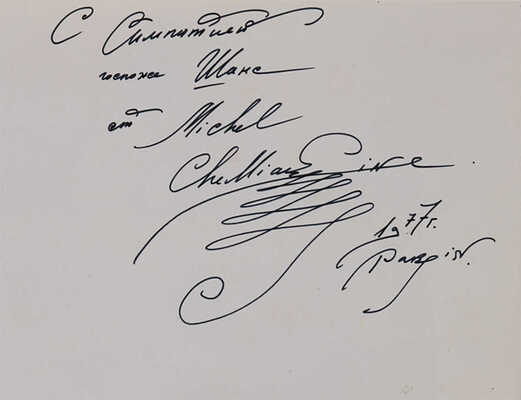 С Симпатией
госпоже Шанс
от Michel
Chemiakine
1977г.
Paris.